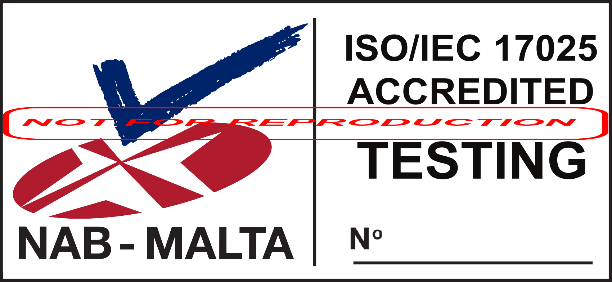 ISO/IEC 17025
ACCREDITED
NOT FOR REPRODUCTION
TESTING
NAB - MALTA
Nº